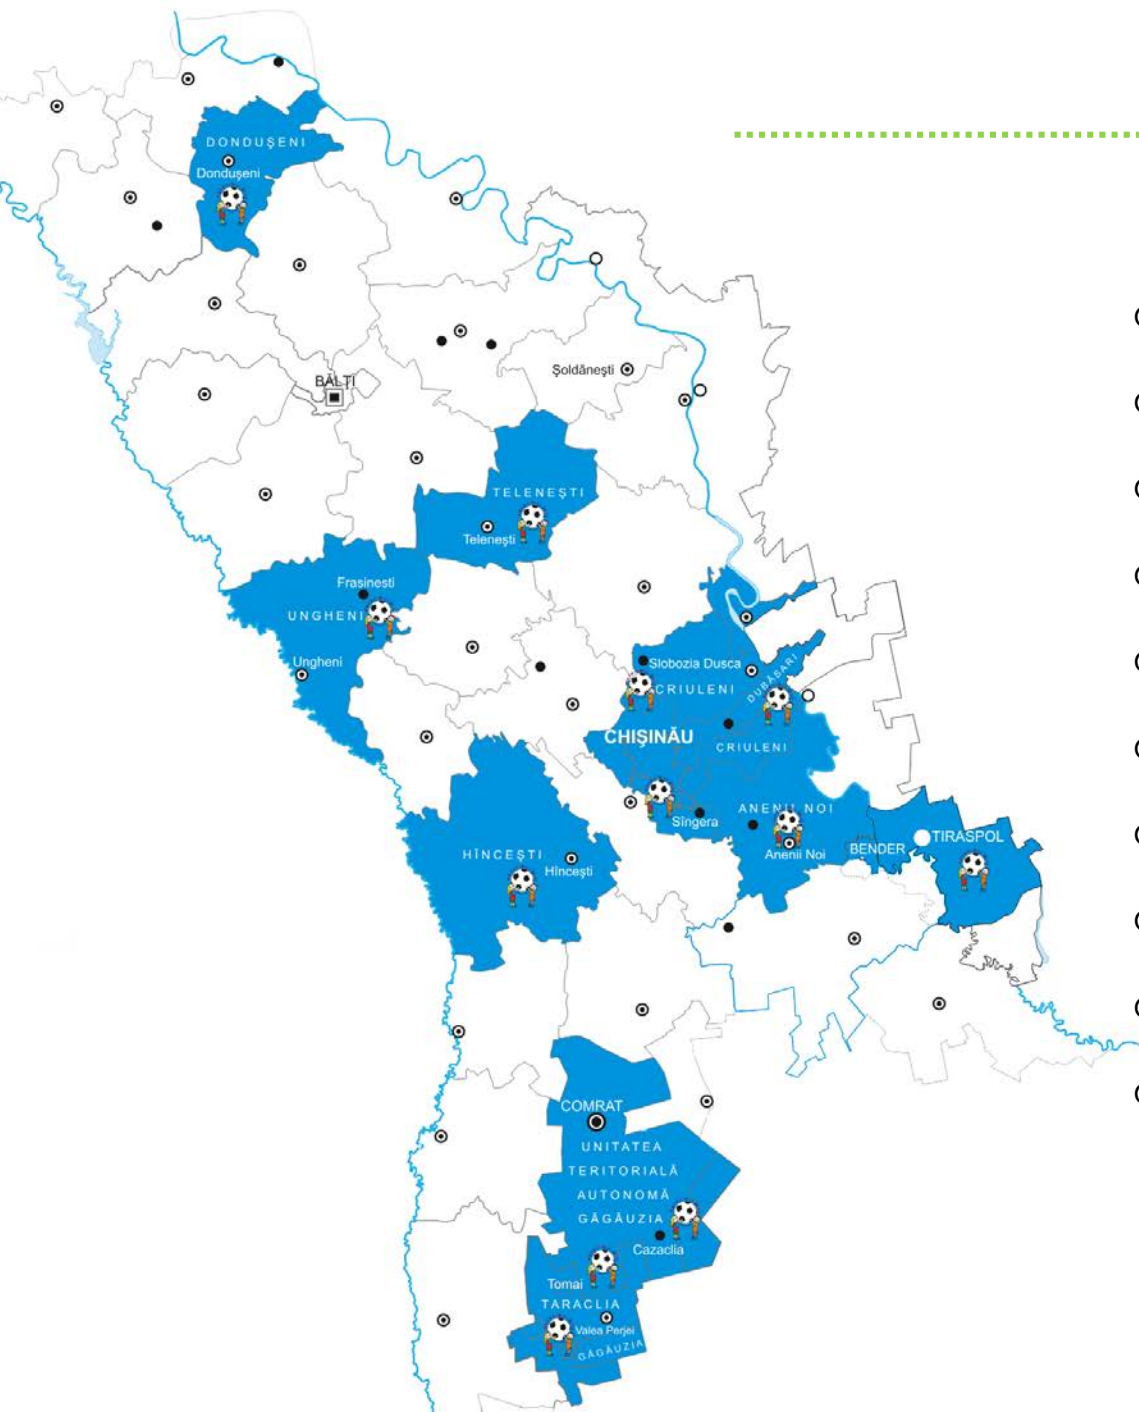 DONDUŞENI
Donduşeni
Şoldăneşti
BĂLŢI
TELENEŞTI
Teleneşti
Frasinesti
UNGHENI
Ungheni
Slobozia Dusca
CRIULENI
DUBĂSARI
CHIŞINĂU
CRIULENI
ANENII NOI
Sîngera
TIRASPOL
BENDER
Anenii Noi
HÎNCEŞTI
Hînceşti
COMRAT
UNITATEA
TERITORIALĂ
AUTONOMĂ
GĂGĂUZIA
Cazaclia
Tomai
TARACLIA
Valea Perjei
GĂGĂUZIA